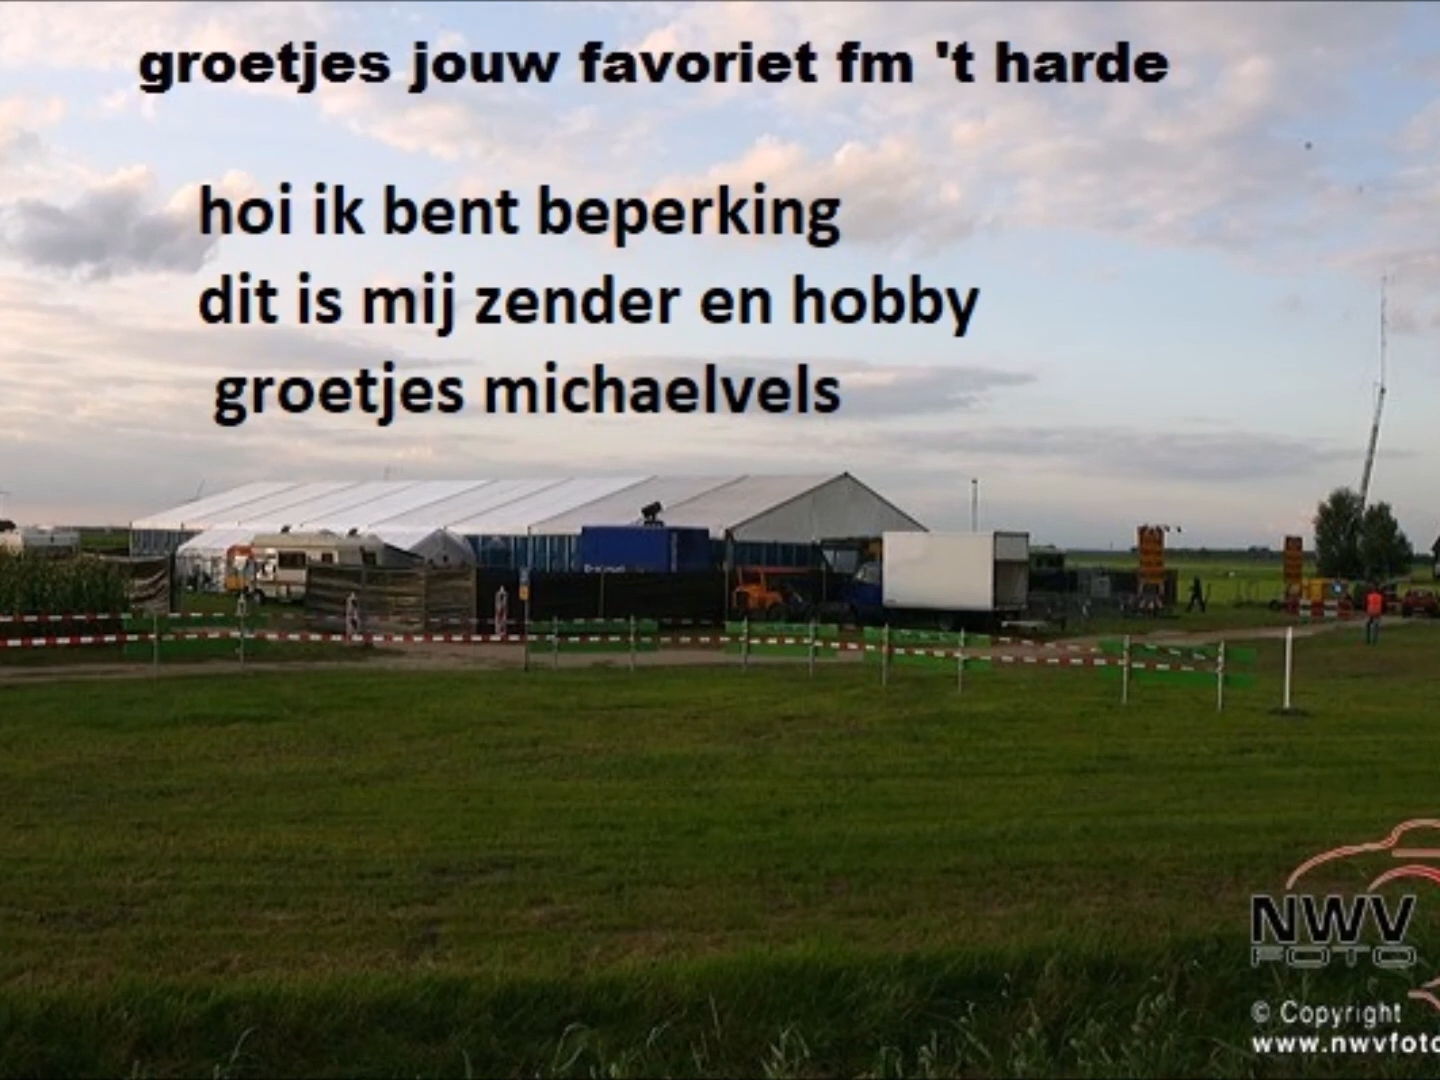 groetjes jouw favoriet fm 't harde
hoi ik bent beperking
dit is mij zender en hobby
groetjes michaelvels
NWV
FOTO
© Copyright
www.nwvfoto